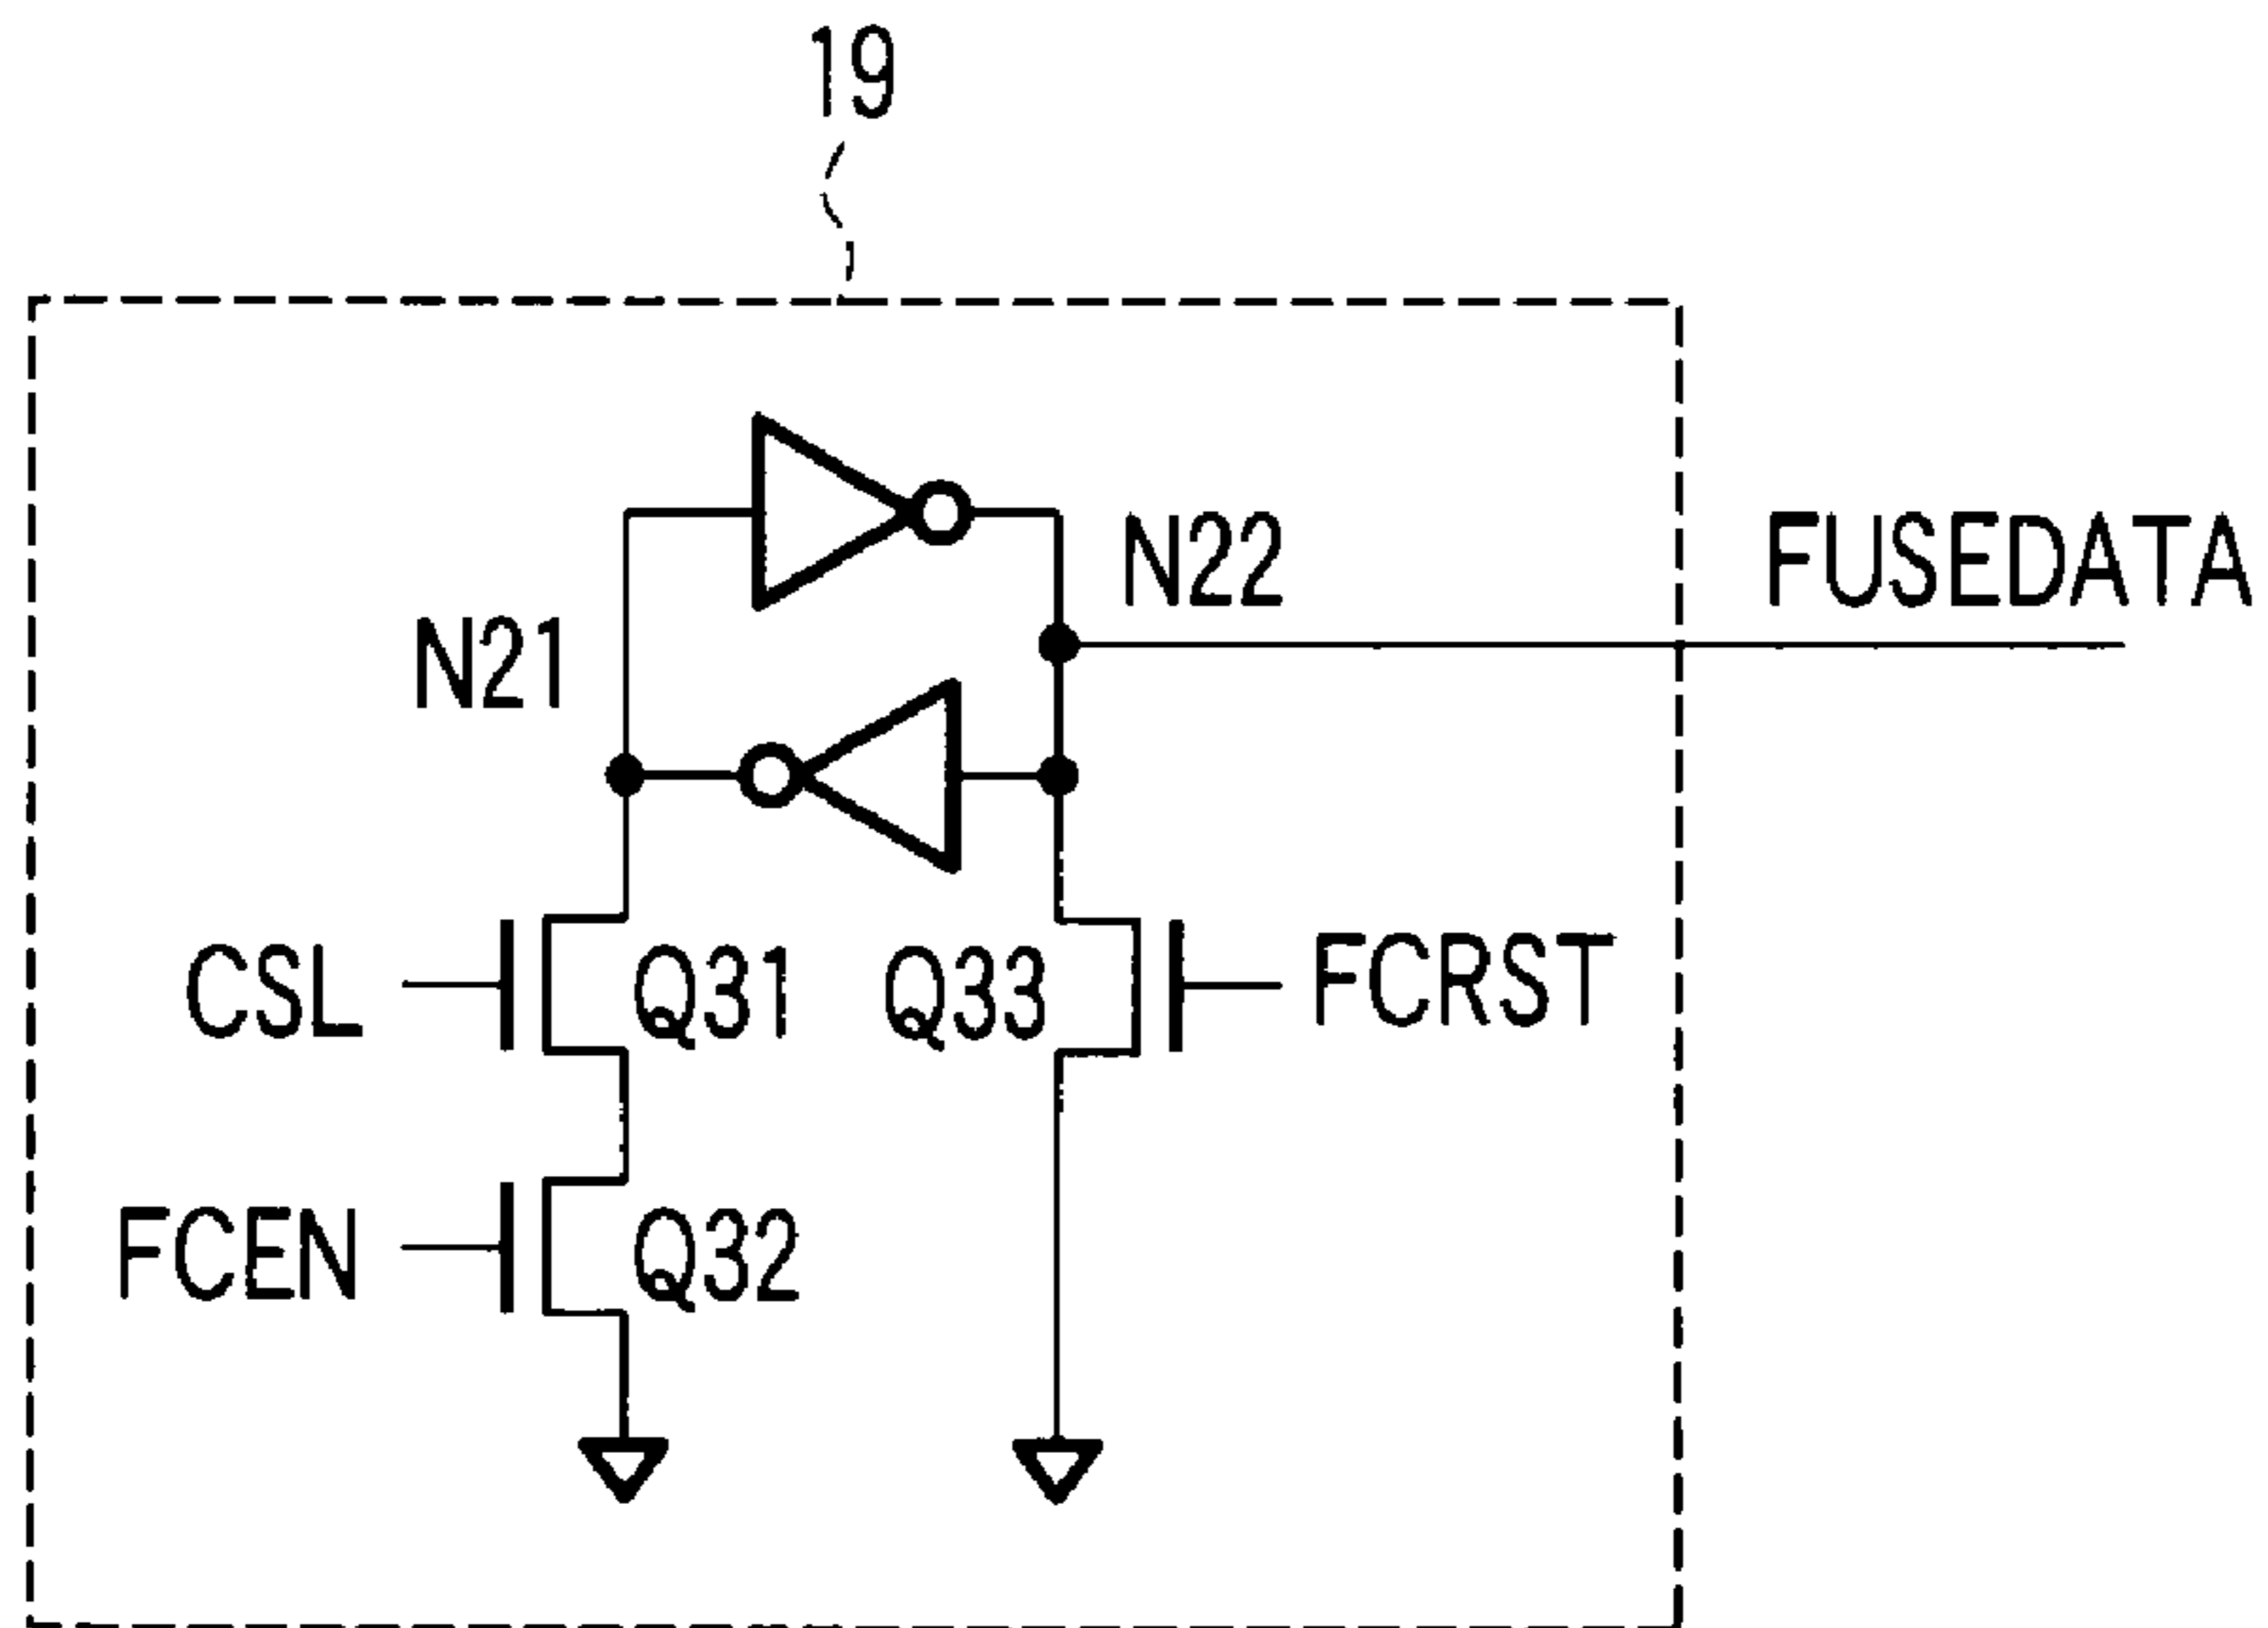 19
N22
FUSEDATA
N21
CSL
Q31
Q33
FCRST
FCEN
Q32